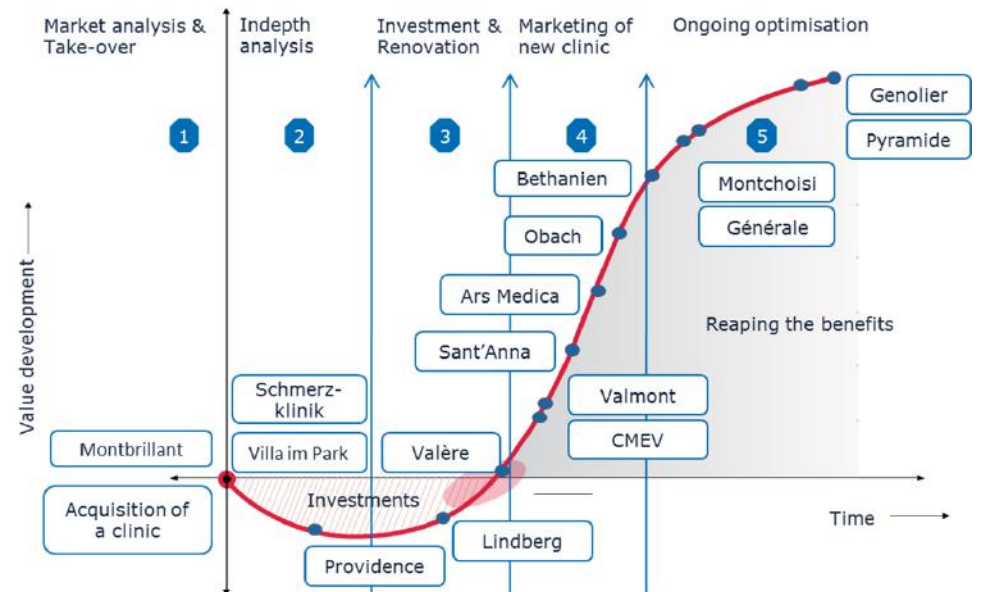 Market analysis &
Take-over
Indepth
analysis
Investment &
Renovation
Marketing of
new clinic
Ongoing optimisation
1
2
3
4
5
Genolier
Pyramide
Bethanien
Montchoisi
Obach
Générale
Ars Medica
Sant'Anna
Reaping the benefits
Value development
Schmerz-
klinik
Valmont
Montbrillant
Villa im Park
Valère
CMEV
Acquisition of
a clinic
Investments
Lindberg
Time
Providence